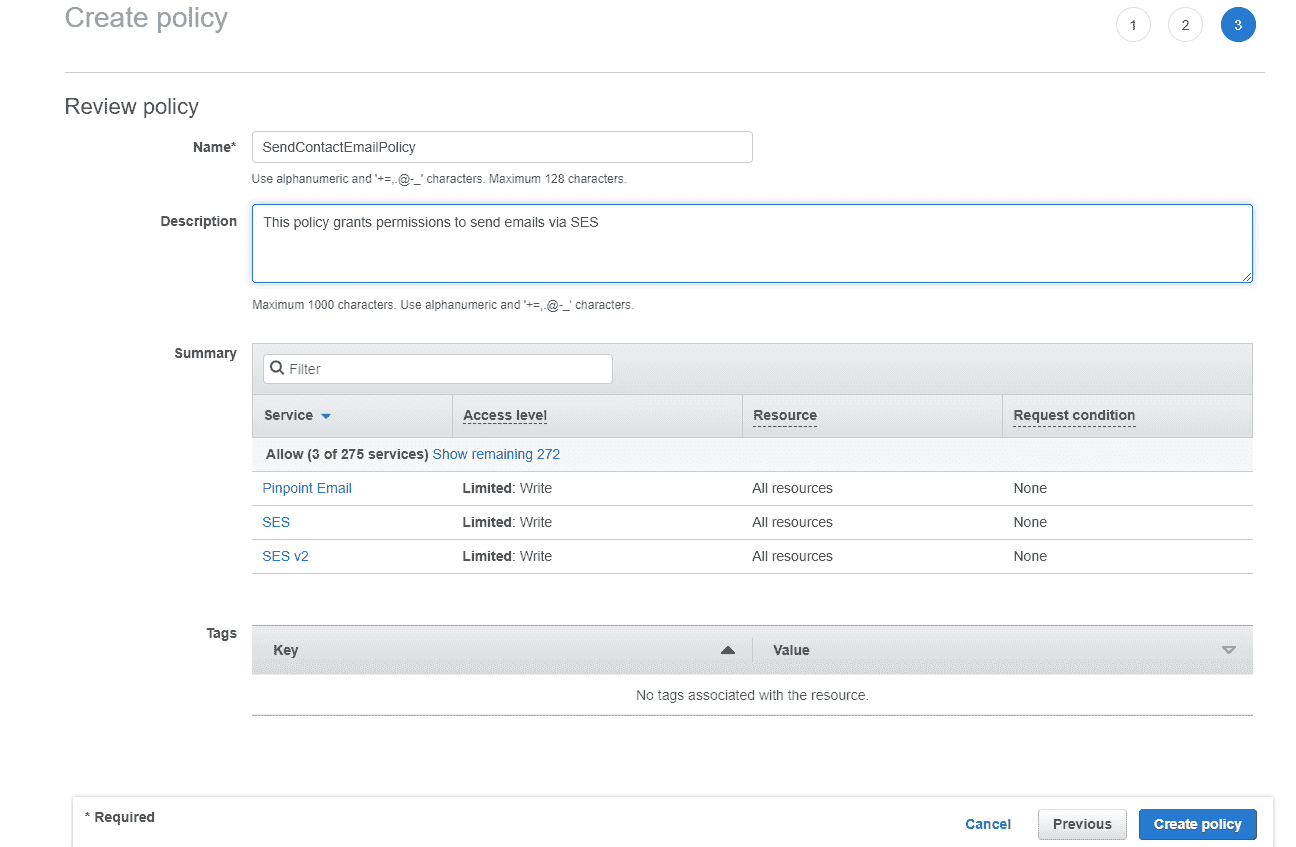 Create policy
1 2 3
Review policy
Name* SendContactEmailPolicy
Use alphanumeric and '+=,.@-_' characters. Maximum 128 characters.
Description This policy grants permissions to send emails via SES
Maximum 1000 characters. Use alphanumeric and '+=,.@-_' characters.
Summary Filter
Service Access level Resource Request condition
Allow (3 of 275 services) Show remaining 272
Pinpoint Email Limited: Write All resources None
SES Limited: Write All resources None
SES v2 Limited: Write All resources None
Tags Key Value
No tags associated with the resource.
* Required Cancel Previous Create policy